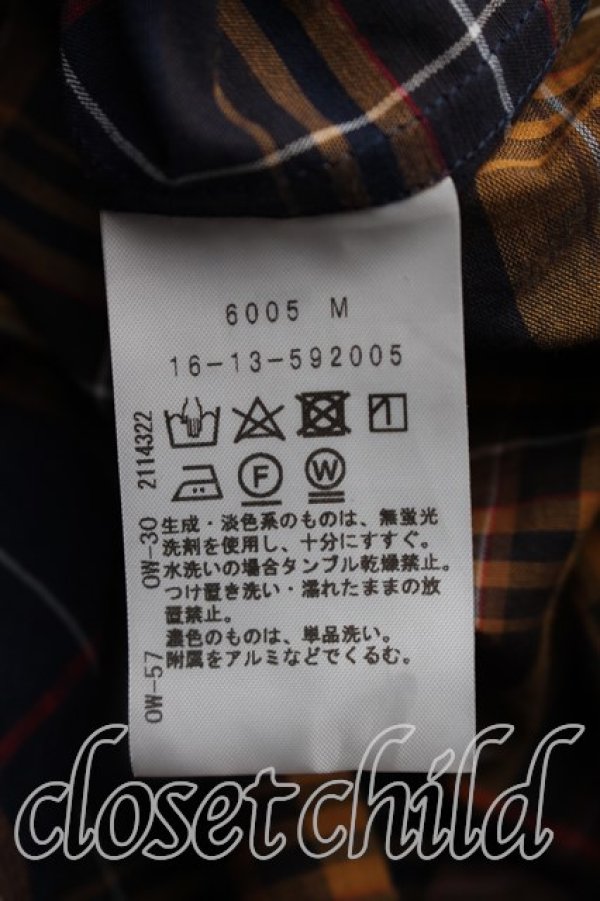 6005 M
16-13-592005
2114322
F W
OW-30
OW-57
生成・淡色系のものは、無蛍光
洗剤を使用し、十分にすすぐ。
水洗いの場合タンブル乾燥禁止。
つけ置き洗い・濡れたままの放
置禁止。
濃色のものは、単品洗い。
附属をアルミなどでくるむ。
closet child